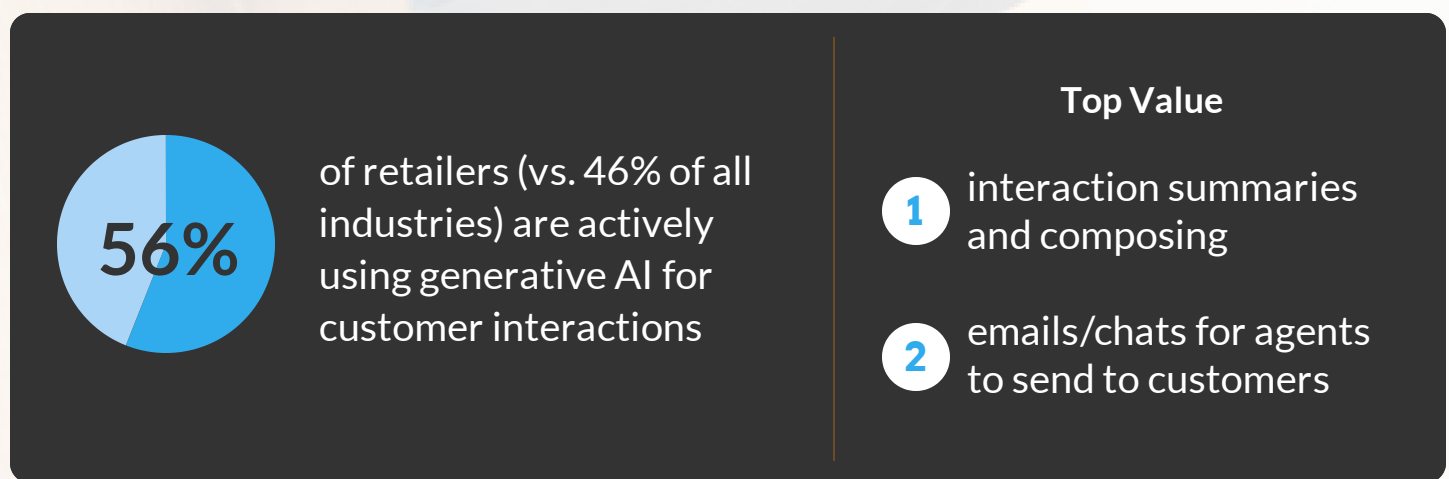 56%
of retailers (vs. 46% of all
industries) are actively
using generative AI for
customer interactions
Top Value
1
interaction summaries
and composing
2
emails/chats for agents
to send to customers